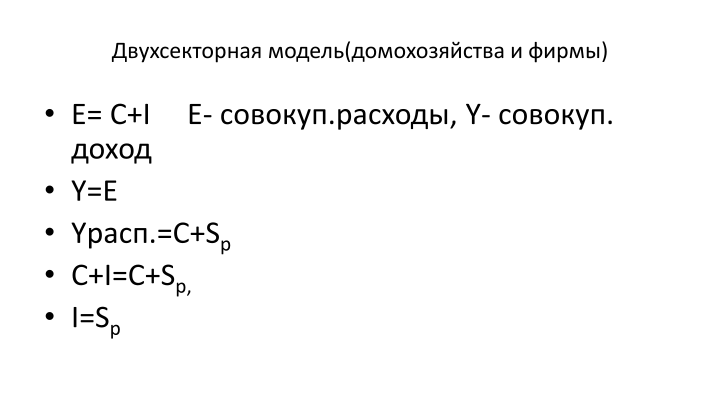 Двухсекторная модель(домохозяйства и фирмы)
• E= C+I E- совокуп.расходы, Y- совокуп.
доход
• Y=E
• Yрасп.=C+Sp
• C+I=C+Sp,
• I=Sp